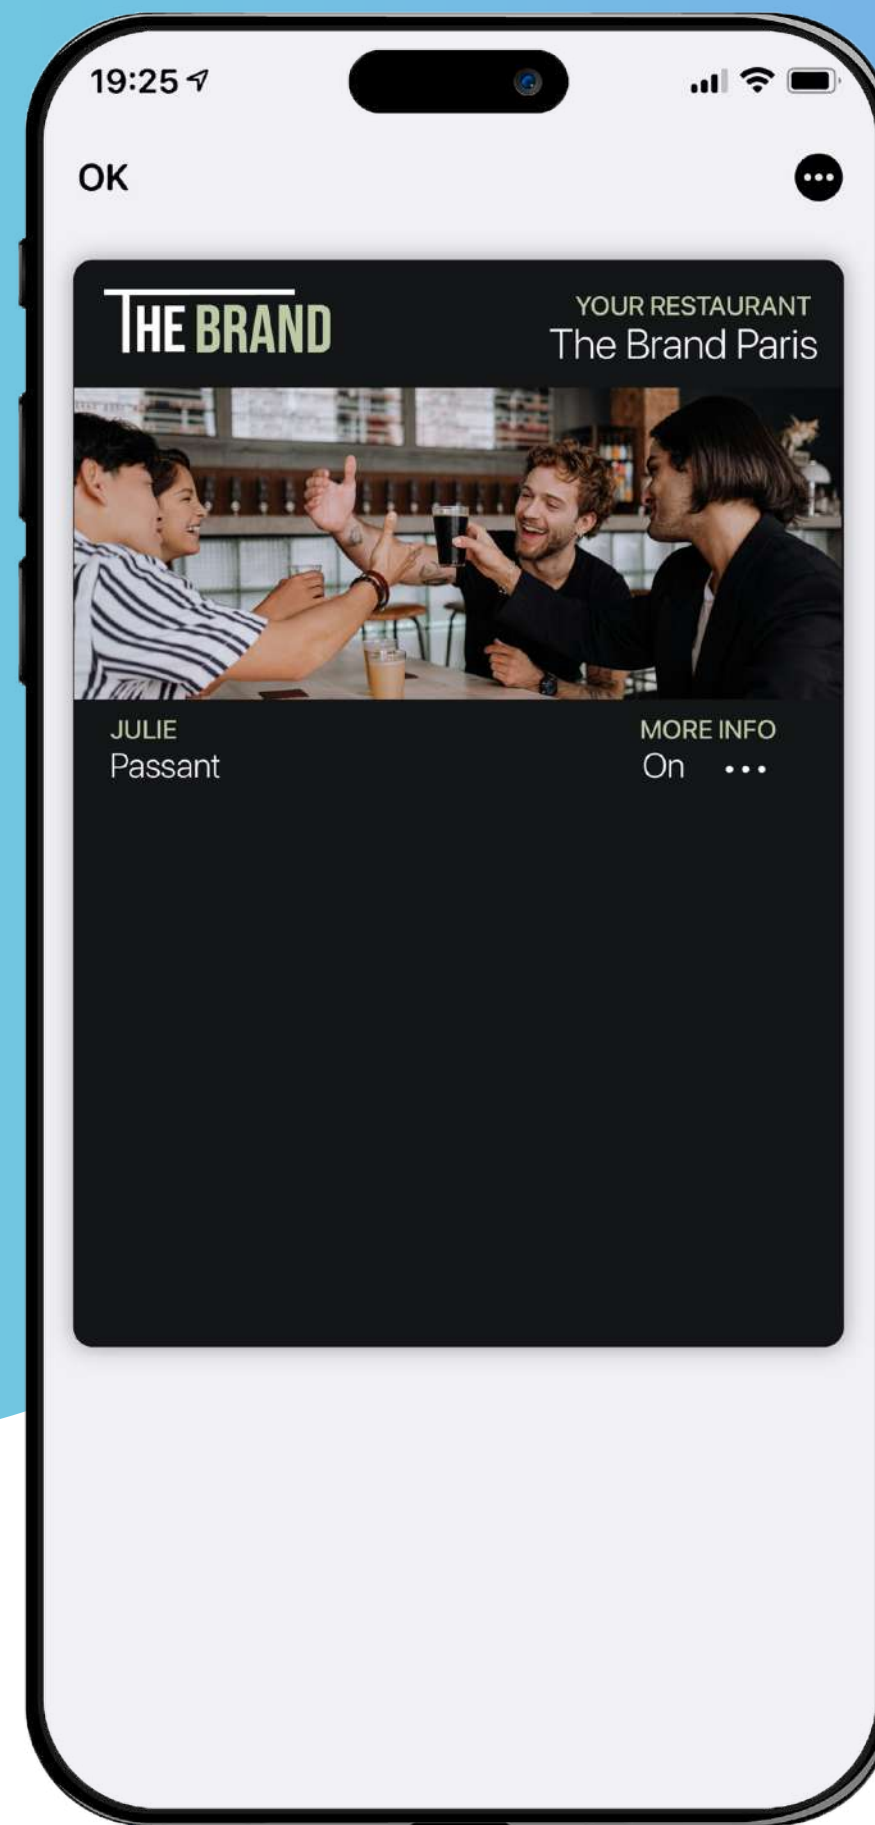 19:25
OK
THE BRAND
YOUR RESTAURANT
The Brand Paris
JULIE
Passant
MORE INFO
On ...